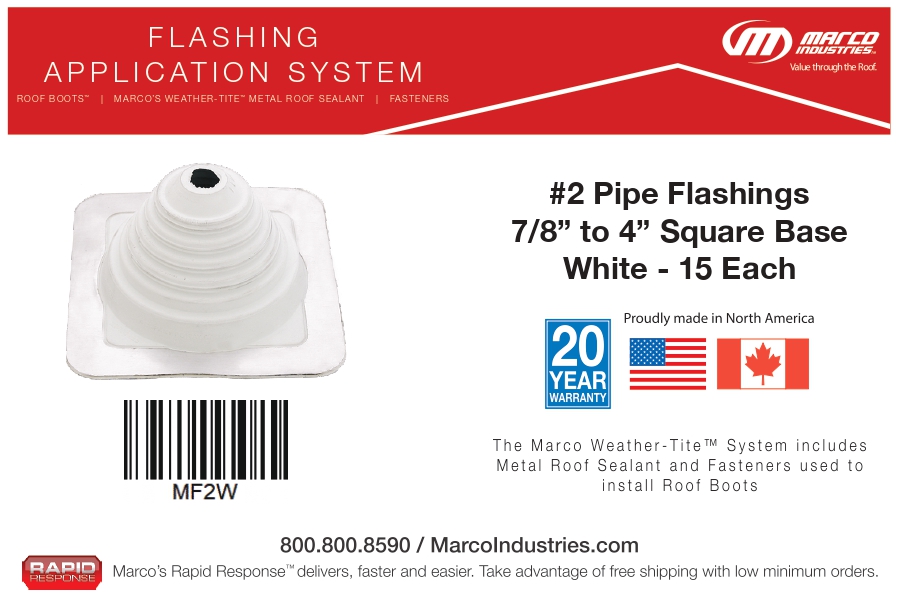 FLASHING
APPLICATION SYSTEM
ROOF BOOTS™ | MARCO'S WEATHER-TITE™ METAL ROOF SEALANT | FASTENERS
MARCO
INDUSTRIES™
Value through the Roof.
#2 Pipe Flashings
7/8” to 4” Square Base
White - 15 Each
Proudly made in North America
20
YEAR
WARRANTY
The Marco Weather-Tite™ System includes
Metal Roof Sealant and Fasteners used to
install Roof Boots
MF2W
800.800.8590 / MarcoIndustries.com
RAPID
RESPONSE
Marco’s Rapid Response™ delivers, faster and easier. Take advantage of free shipping with low minimum orders.